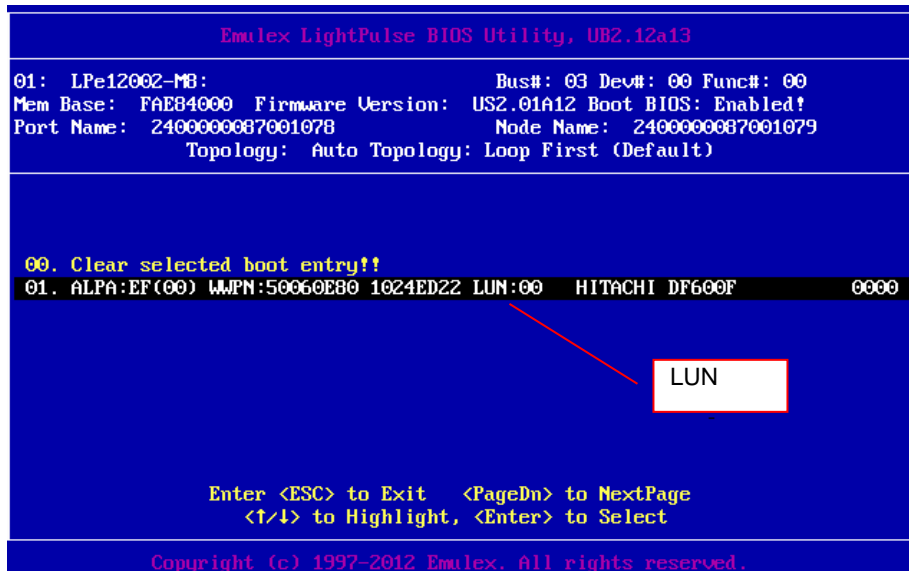 Emulex LightPulse BIOS Utility, UB2.12a13
01: LPe12002-M8: Bus#: 03 Dev#: 00 Func#: 00
Mem Base: FAE84000 Firmware Version: US2.01A12 Boot BIOS: Enabled!
Port Name: 2400000087001078 Node Name: 2400000087001079
Topology: Auto Topology: Loop First (Default)
00. Clear selected boot entry!!
01. ALPA:EF(00) WWPN:50060E80 1024ED22 LUN:00 HITACHI DF600F 0000
LUN
Enter <ESC> to Exit <PageDn> to NextPage
<↑/↓> to Highlight, <Enter> to Select
Copyright (c) 1997-2012 Emulex. All rights reserved.